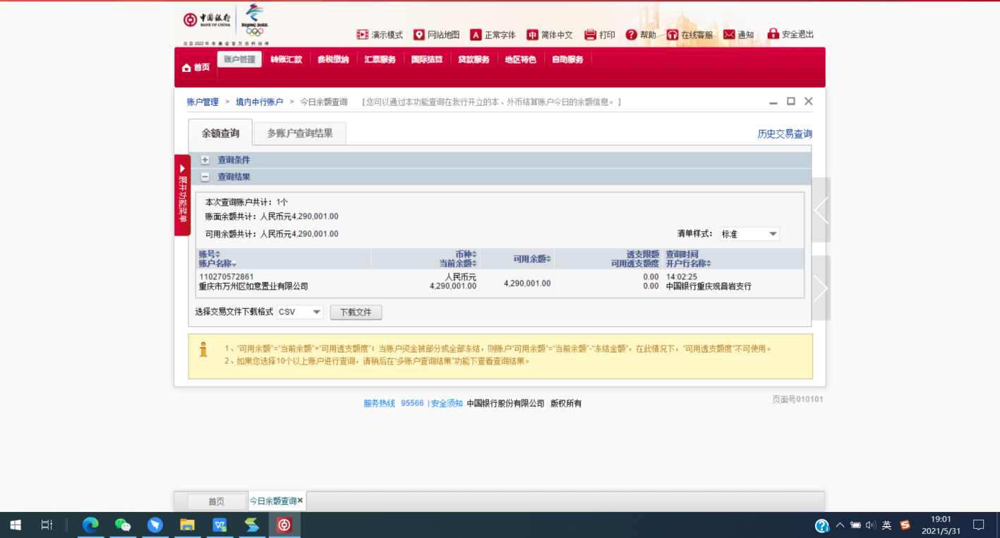 中国银行
BANK OF CHINA
BEIJING 2022
北京2022年冬奥会官方合作伙伴
演示模式 网站地图 A 正常字体 中 简体中文 打印 帮助 在线客服 通知 安全退出
首页 账户管理 转账汇款 费税缴纳 汇票服务 国际结算 贷款服务 地区特色 自助服务
账户管理 > 境内中行账户 > 今日余额查询 [ 您可以通过本功能查询在我行开立的本、外币结算账户今日的余额信息。 ]
余额查询 多账户查询结果 历史交易查询
展开功能菜单
查询条件
查询结果
本次查询账户共计：1个
账面余额共计：人民币元4,290,001.00
可用余额共计：人民币元4,290,001.00 清单样式： 标准
账号 币种 可用余额 透支限额 查询时间
账户名称 当前余额 可用透支额度 开户行名称
110270572861 人民币元 4,290,001.00 0.00 14:02:25
重庆市万州区如意置业有限公司 4,290,001.00 0.00 中国银行重庆观音岩支行
选择交易文件下载格式 CSV 下载文件
1、“可用余额”=“当前余额”+“可用透支额度”；当账户资金被部分或全部冻结，则账户“可用余额”=“当前余额”-“冻结金额”，在此情况下，“可用透支额度”不可使用。
2、如果您选择10个以上账户进行查询，请稍后在“多账户查询结果”功能下查看查询结果。
服务热线 95566 | 安全须知 中国银行股份有限公司 版权所有 页面号010101
首页 今日余额查询
英 19:01
2021/5/31